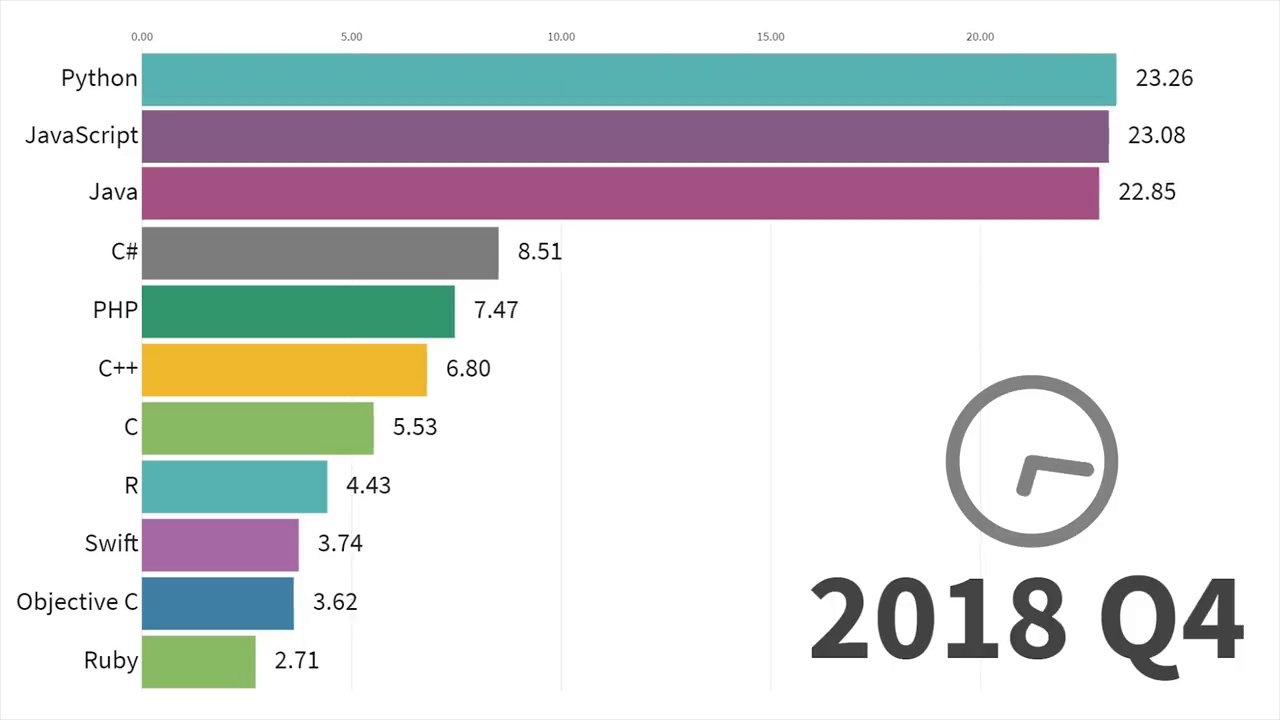 0.00 5.00 10.00 15.00 20.00
Python 23.26
JavaScript 23.08
Java 22.85
C# 8.51
PHP 7.47
C++ 6.80
C 5.53
R 4.43
Swift 3.74
Objective C 3.62
Ruby 2.71
2018 Q4